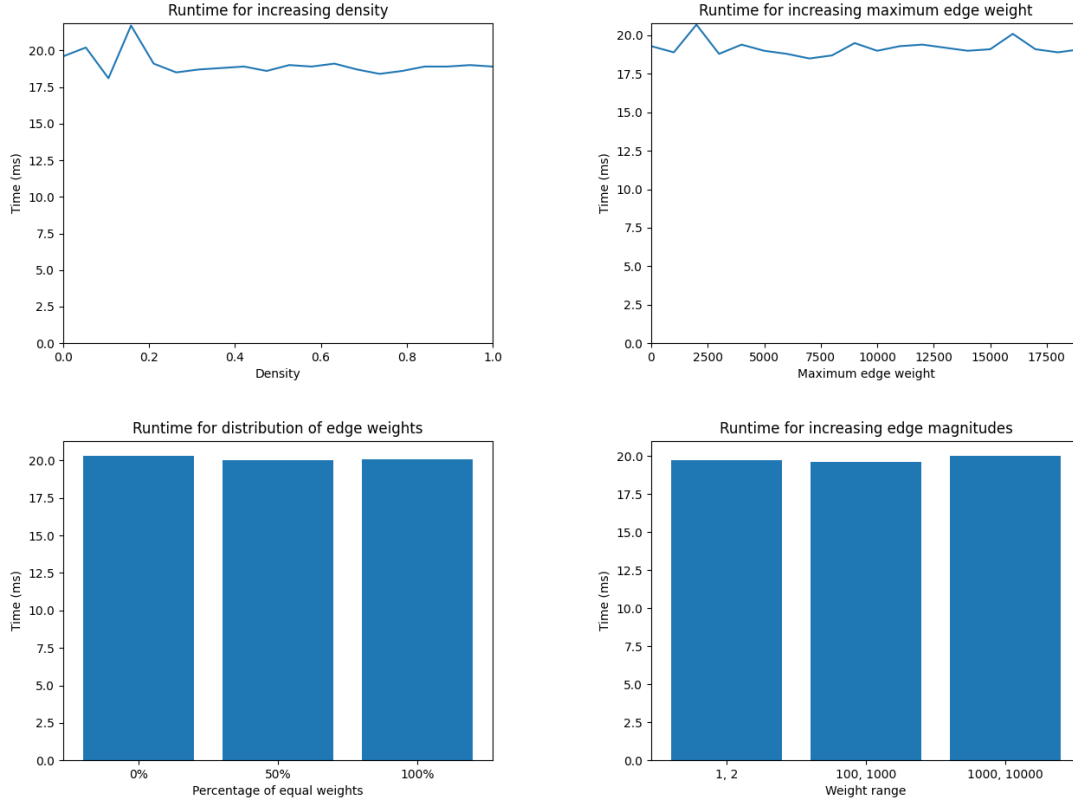 Runtime for increasing density
20.0
17.5
15.0
12.5
10.0
7.5
5.0
2.5
0.0
Time (ms)
0.0 0.2 0.4 0.6 0.8 1.0
Density
Runtime for increasing maximum edge weight
20.0
17.5
15.0
12.5
10.0
7.5
5.0
2.5
0.0
Time (ms)
0 2500 5000 7500 10000 12500 15000 17500
Maximum edge weight
Runtime for distribution of edge weights
20.0
17.5
15.0
12.5
10.0
7.5
5.0
2.5
0.0
Time (ms)
0% 50% 100%
Percentage of equal weights
Runtime for increasing edge magnitudes
20.0
17.5
15.0
12.5
10.0
7.5
5.0
2.5
0.0
Time (ms)
1, 2 100, 1000 1000, 10000
Weight range